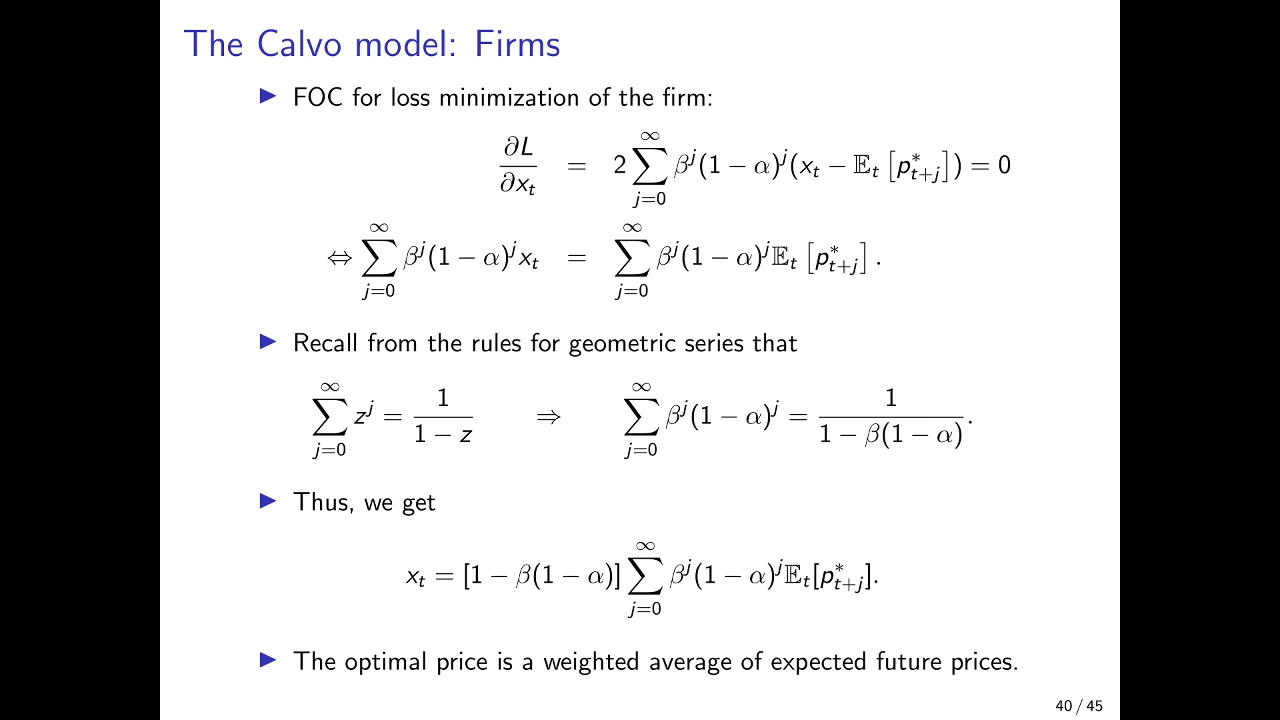 The Calvo model: Firms
▶ FOC for loss minimization of the firm:
∂L/∂xₜ = 2 ∑_{j=0}^{∞} β^j(1 − α)^j(x_t − 𝔼_t [p*_{t+j}]) = 0
⇔ ∑_{j=0}^{∞} β^j(1 − α)^j x_t = ∑_{j=0}^{∞} β^j(1 − α)^j 𝔼_t [p*_{t+j}] .
▶ Recall from the rules for geometric series that
∑_{j=0}^{∞} z^j = 1/(1 − z) ⇒ ∑_{j=0}^{∞} β^j(1 − α)^j = 1/(1 − β(1 − α)).
▶ Thus, we get
x_t = [1 − β(1 − α)] ∑_{j=0}^{∞} β^j(1 − α)^j 𝔼_t[p*_{t+j}].
▶ The optimal price is a weighted average of expected future prices.
40 / 45